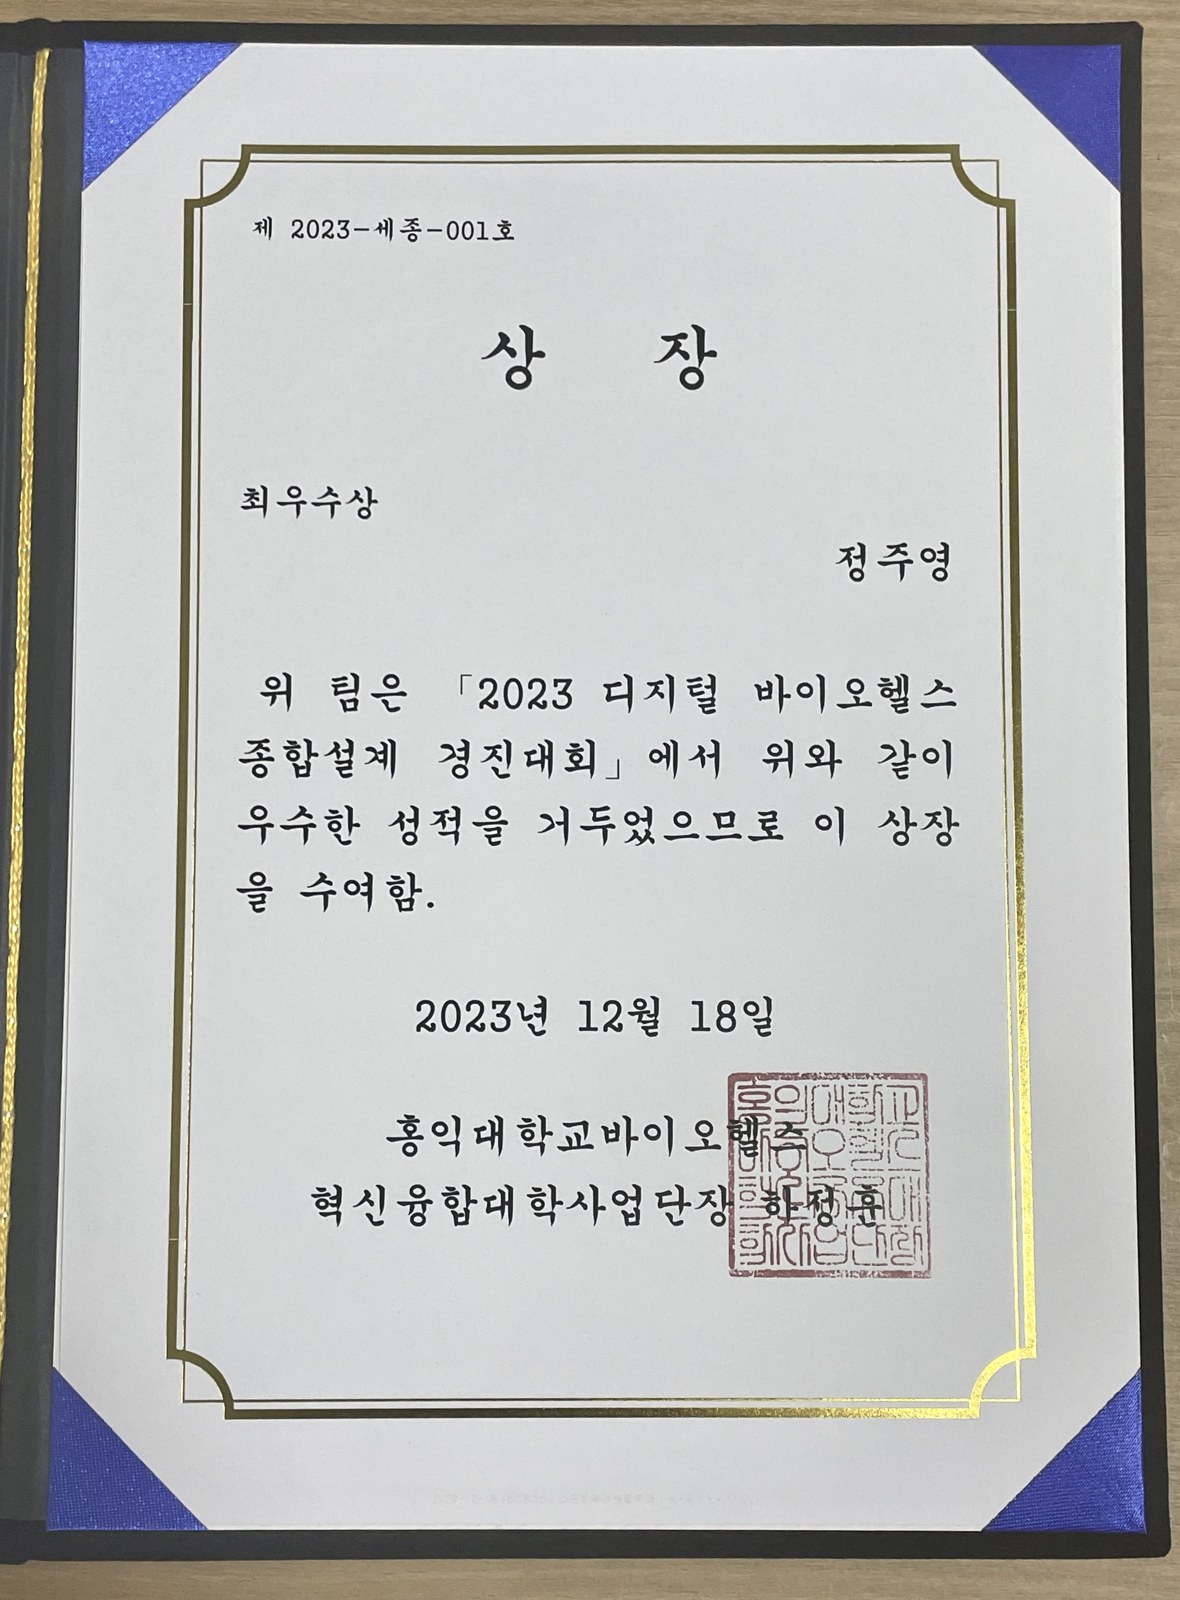 제 2023-세종-001호
상 장
최우수상
정주영
위 팀은 「2023 디지털 바이오헬스
종합설계 경진대회」에서 위와 같이
우수한 성적을 거두었으므로 이 상장
을 수여함.
2023년 12월 18일
홍익대학교바이오헬스
혁신융합대학사업단장 하정훈